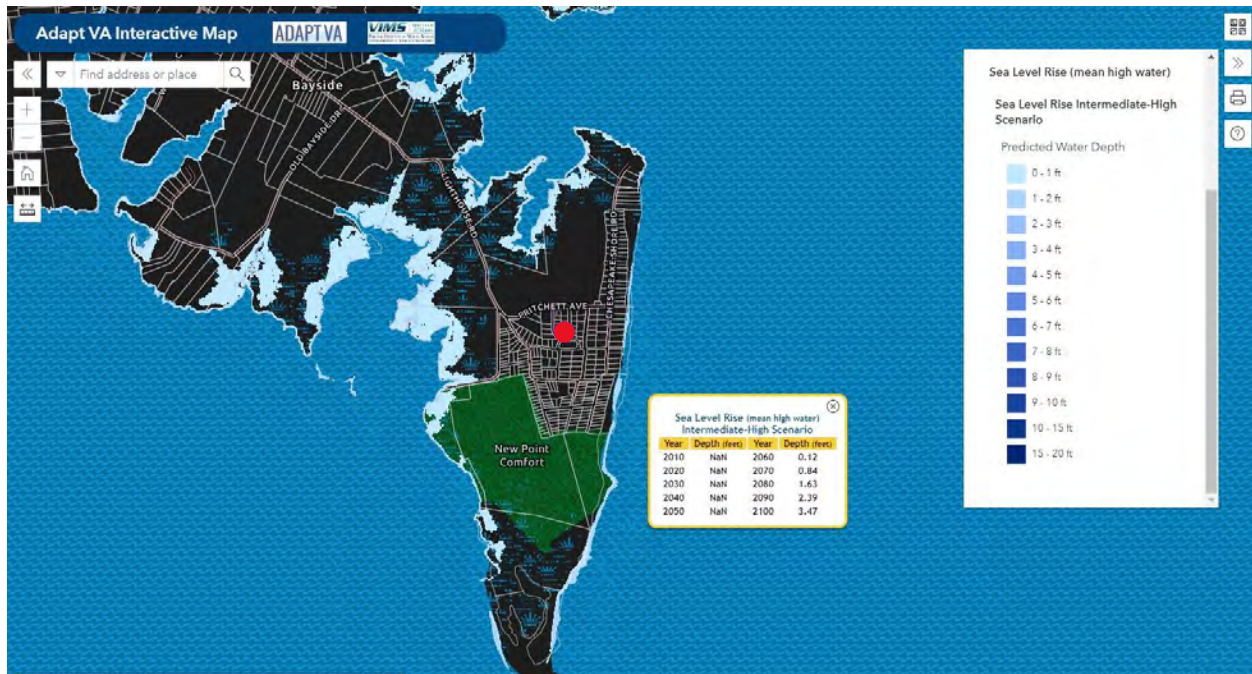 Adapt VA Interactive Map
ADAPT VA
VIMS
Find address or place
Bayside
OLD BAYSIDE DR
LIGHTHOUSE RD
CHESAPEAKE SHORE RD
PRITCHETT AVE
New Point
Comfort
Sea Level Rise (mean high water)
Intermediate-High Scenario
Year Depth (feet) Year Depth (feet)
2010 NaN 2060 0.12
2020 NaN 2070 0.84
2030 NaN 2080 1.63
2040 NaN 2090 2.39
2050 NaN 2100 3.47
Sea Level Rise (mean high water)
Sea Level Rise Intermediate-High
Scenario
Predicted Water Depth
0 - 1 ft
1 - 2 ft
2 - 3 ft
3 - 4 ft
4 - 5 ft
5 - 6 ft
6 - 7 ft
7 - 8 ft
8 - 9 ft
9 - 10 ft
10 - 15 ft
15 - 20 ft